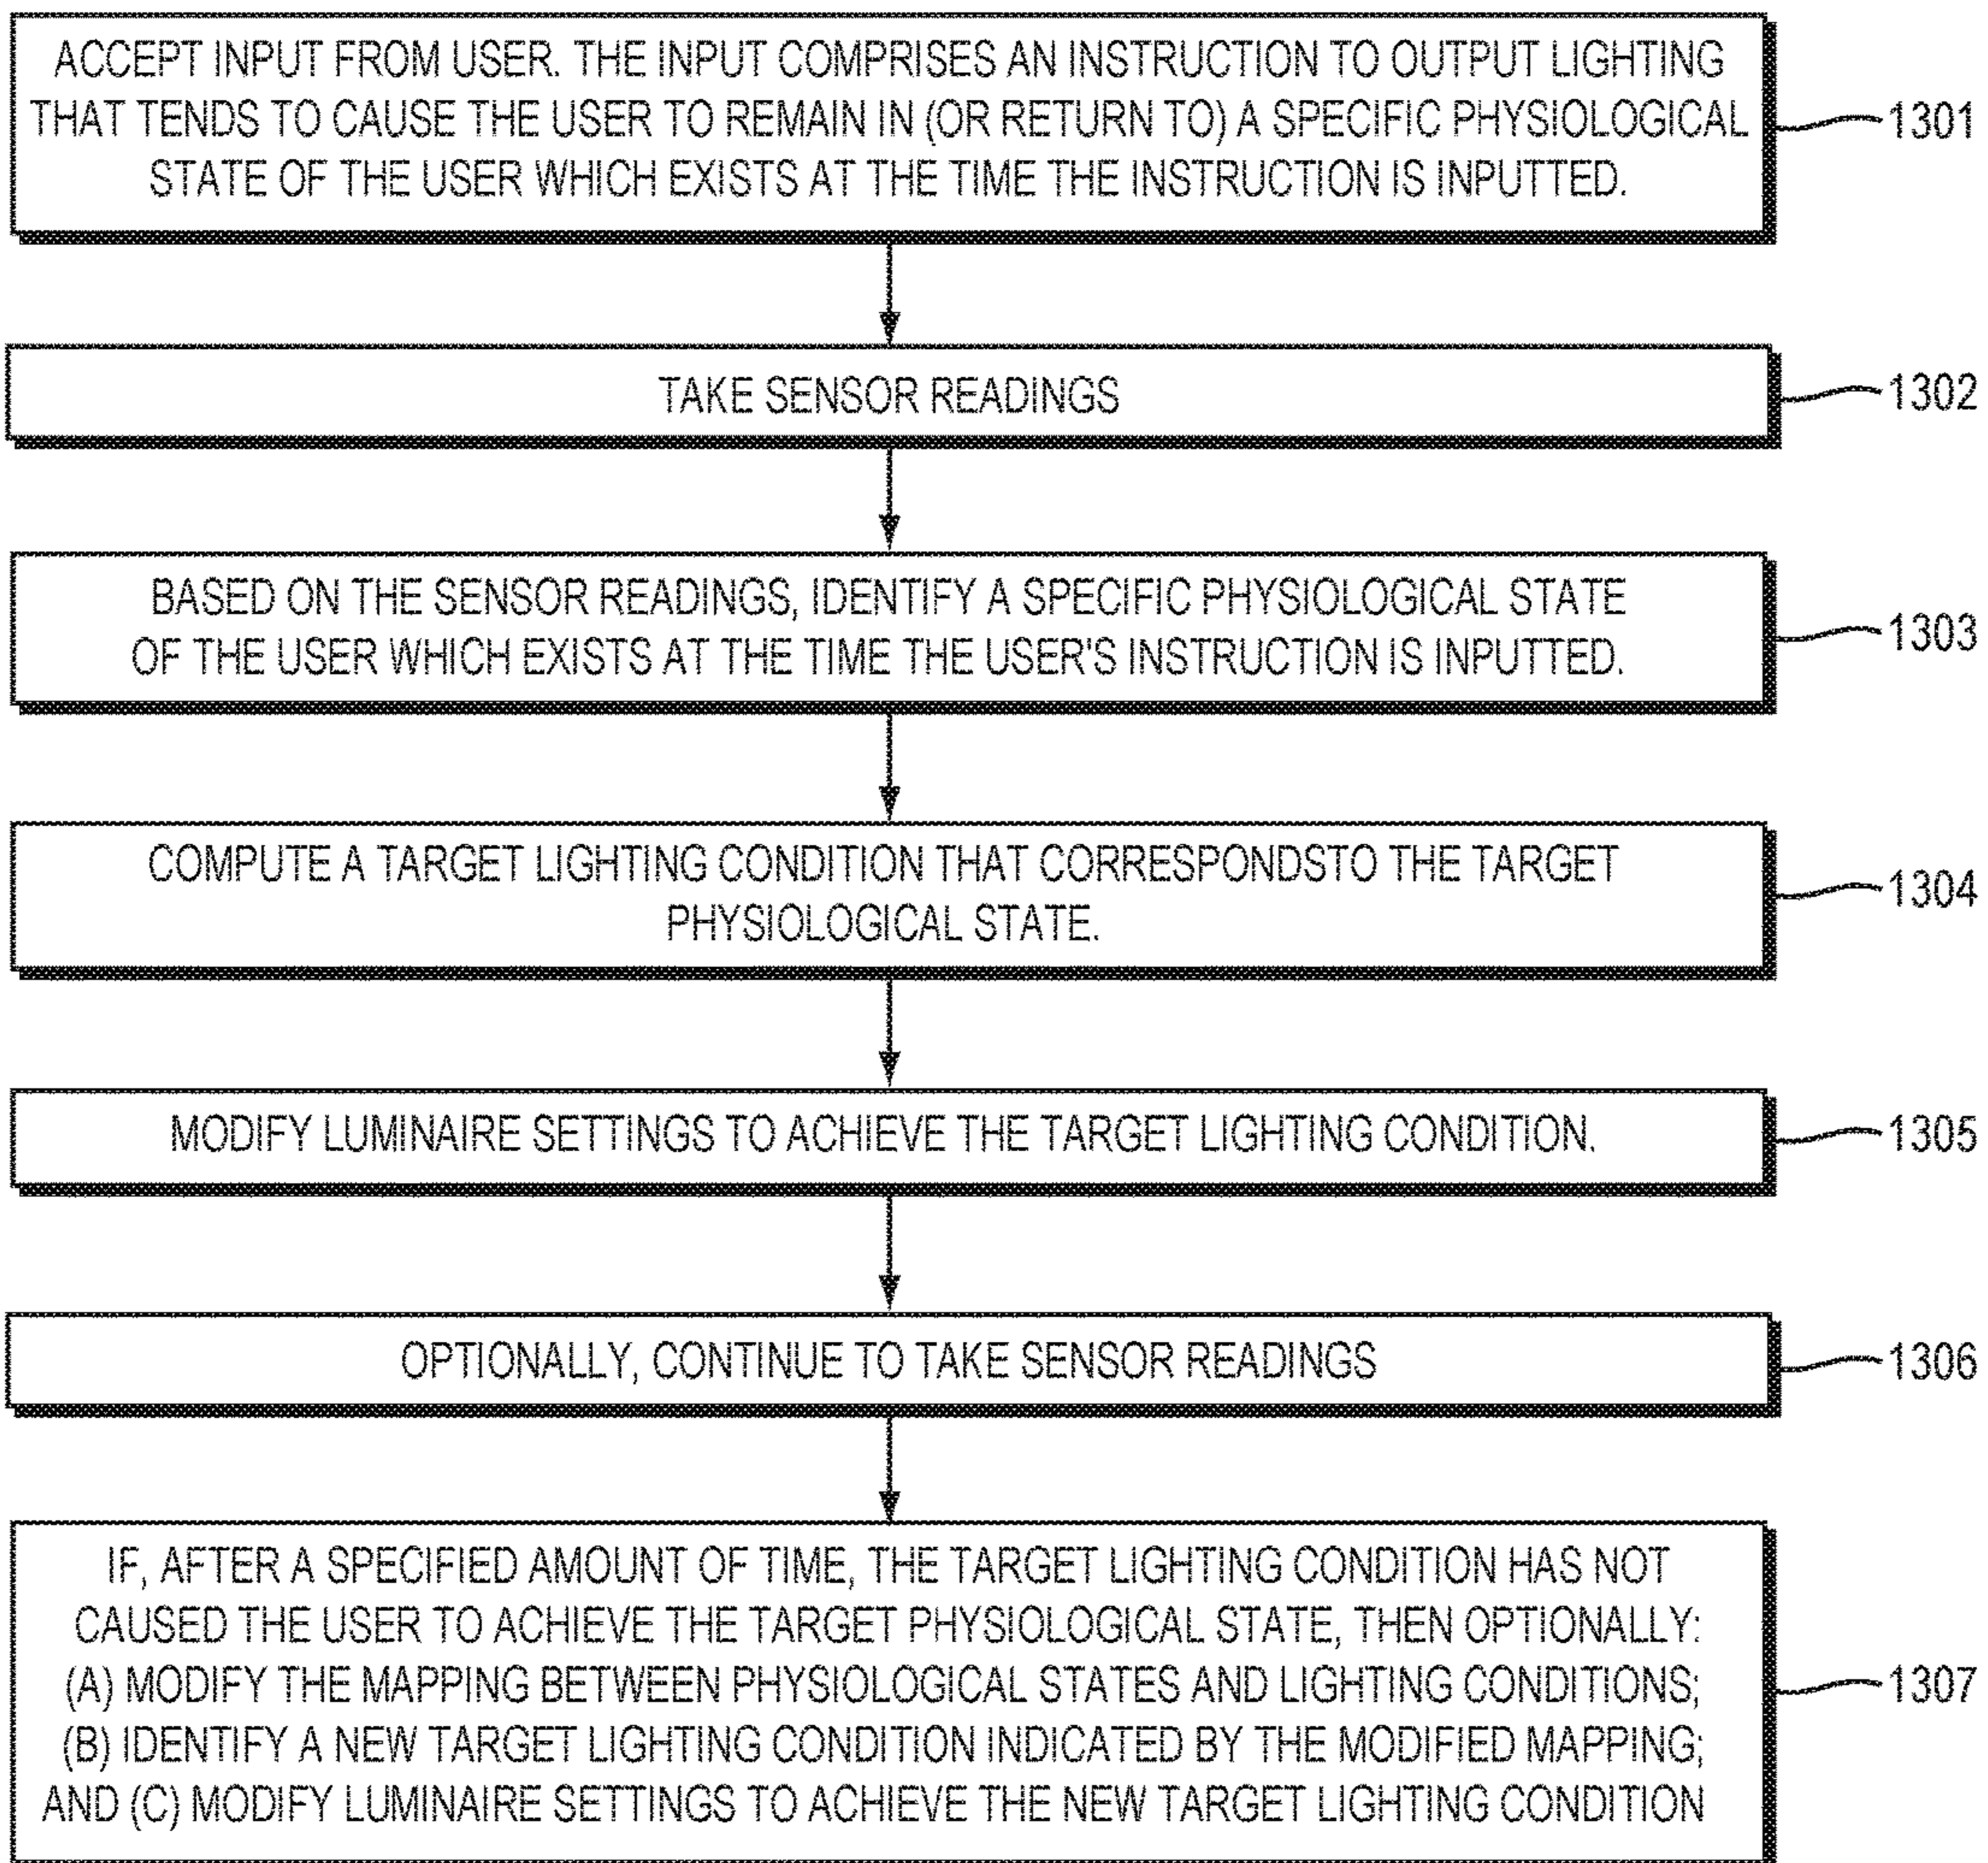 ACCEPT INPUT FROM USER. THE INPUT COMPRISES AN INSTRUCTION TO OUTPUT LIGHTING
THAT TENDS TO CAUSE THE USER TO REMAIN IN (OR RETURN TO) A SPECIFIC PHYSIOLOGICAL
STATE OF THE USER WHICH EXISTS AT THE TIME THE INSTRUCTION IS INPUTTED.
1301
TAKE SENSOR READINGS
1302
BASED ON THE SENSOR READINGS, IDENTIFY A SPECIFIC PHYSIOLOGICAL STATE
OF THE USER WHICH EXISTS AT THE TIME THE USER'S INSTRUCTION IS INPUTTED.
1303
COMPUTE A TARGET LIGHTING CONDITION THAT CORRESPONDSTO THE TARGET
PHYSIOLOGICAL STATE.
1304
MODIFY LUMINAIRE SETTINGS TO ACHIEVE THE TARGET LIGHTING CONDITION.
1305
OPTIONALLY, CONTINUE TO TAKE SENSOR READINGS
1306
IF, AFTER A SPECIFIED AMOUNT OF TIME, THE TARGET LIGHTING CONDITION HAS NOT
CAUSED THE USER TO ACHIEVE THE TARGET PHYSIOLOGICAL STATE, THEN OPTIONALLY:
(A) MODIFY THE MAPPING BETWEEN PHYSIOLOGICAL STATES AND LIGHTING CONDITIONS;
(B) IDENTIFY A NEW TARGET LIGHTING CONDITION INDICATED BY THE MODIFIED MAPPING;
AND (C) MODIFY LUMINAIRE SETTINGS TO ACHIEVE THE NEW TARGET LIGHTING CONDITION
1307